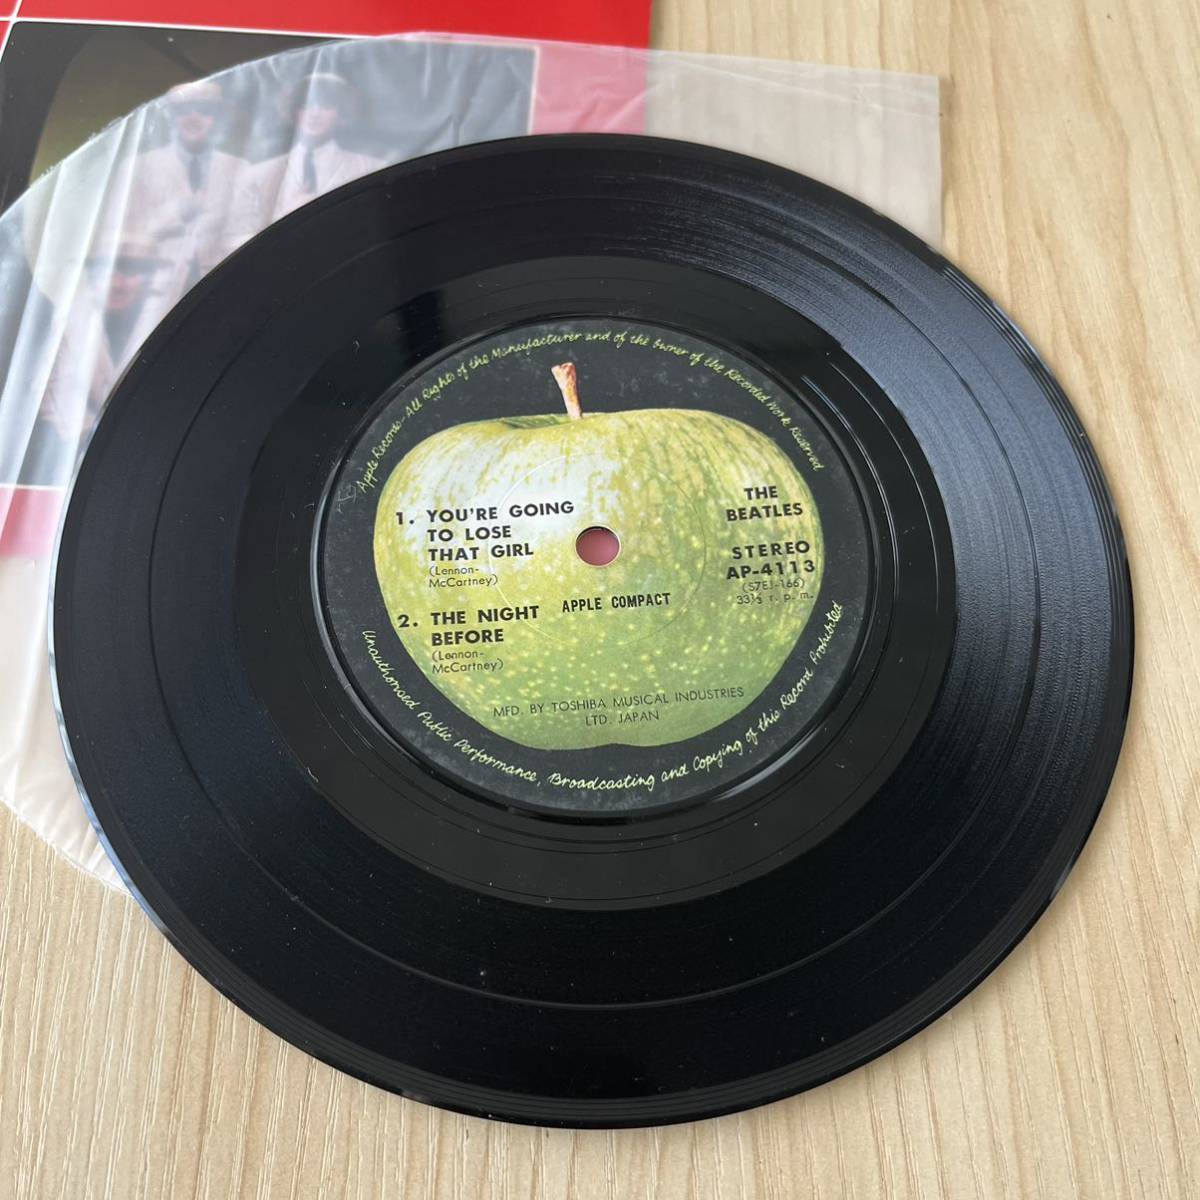 Apple Records-All Rights of the Manufacturer and of the Owner of the Recorded Work Reserved
1. YOU'RE GOING
TO LOSE
THAT GIRL
(Lennon-
McCartney)
2. THE NIGHT
BEFORE
(Lennon-
McCartney)
APPLE COMPACT
THE
BEATLES
STEREO
AP-4113
(S7EJ-166)
33⅓ r. p. m.
MFD. BY TOSHIBA MUSICAL INDUSTRIES
LTD. JAPAN
Unauthorised Public Performance, Broadcasting and Copying of this Record Prohibited